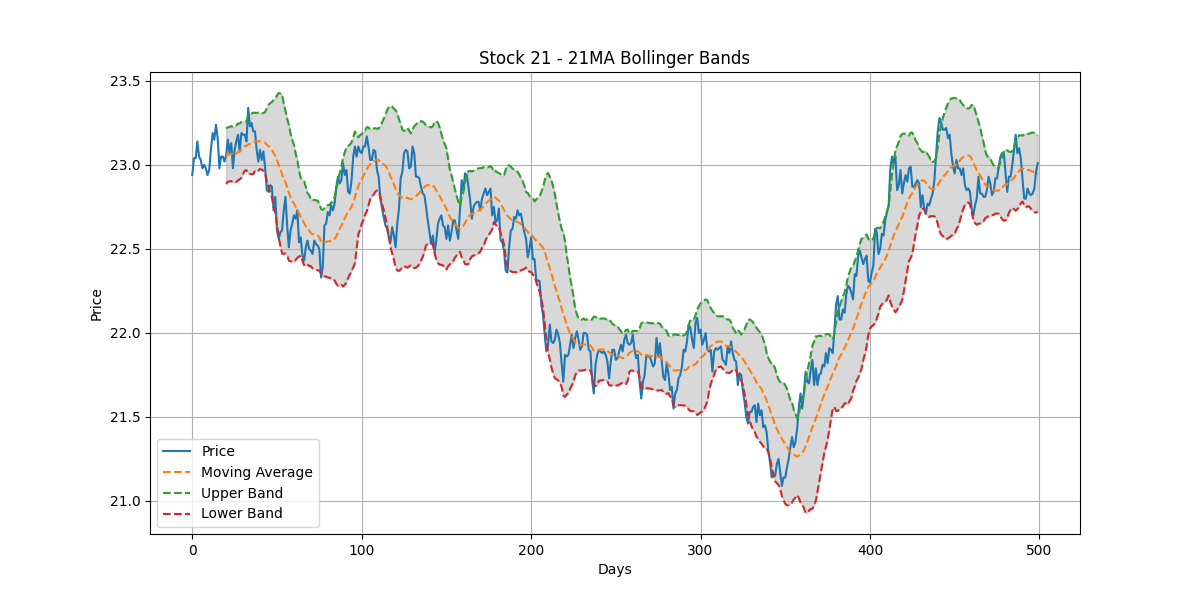 Stock 21 - 21MA Bollinger Bands
Price
23.5
23.0
22.5
22.0
21.5
21.0
Price
Moving Average
Upper Band
Lower Band
0
100
200
300
400
500
Days